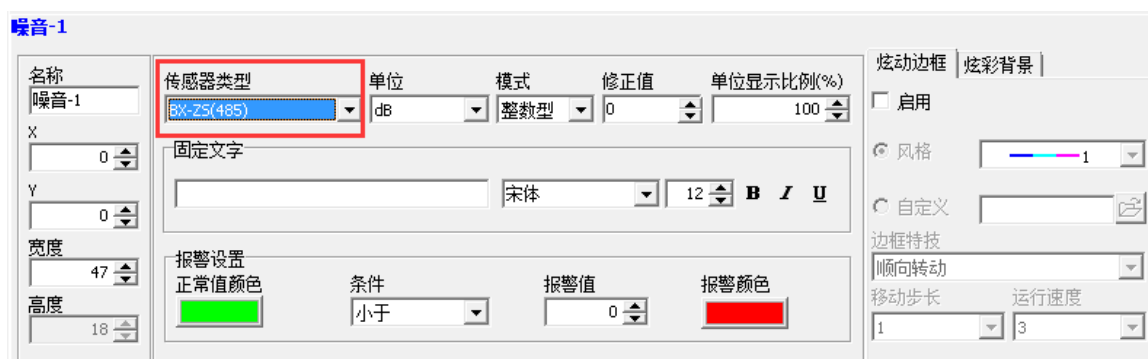 噪音-1
名称
噪音-1
X
0
Y
0
宽度
47
高度
18
传感器类型 单位 模式 修正值 单位显示比例(%)
BX-ZS(485) dB 整数型 0 100
固定文字
宋体 12 B I U
报警设置
正常值颜色 条件 报警值 报警颜色
小于 0
炫动边框 炫彩背景
启用
风格 1
自定义
边框特技
顺向转动
移动步长 运行速度
1 3